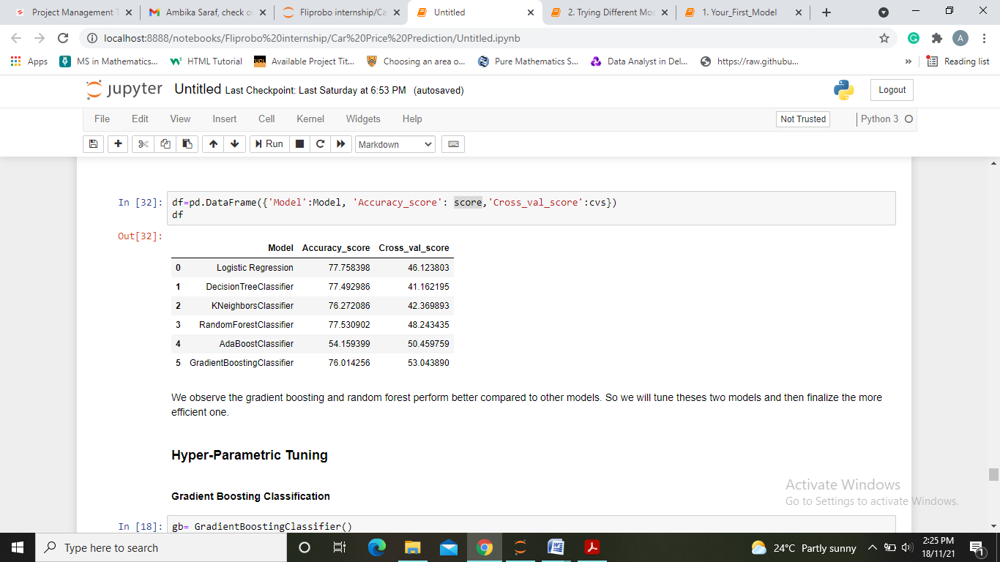 Project Management T
Ambika Saraf, check o
Fliprobo internship/Ca
Untitled
2. Trying Different Mod
1. Your_First_Model
localhost:8888/notebooks/Fliprobo%20internship/Car%20Price%20Prediction/Untitled.ipynb
A
Apps
MS in Mathematics...
HTML Tutorial
Available Project Tit...
Choosing an area o...
Pure Mathematics S...
Data Analyst in Del...
https://raw.githubu...
»
Reading list
jupyter Untitled Last Checkpoint: Last Saturday at 6:53 PM (autosaved)
Logout
File Edit View Insert Cell Kernel Widgets Help
Not Trusted
Python 3
Run
Markdown
In [32]: df=pd.DataFrame({'Model':Model, 'Accuracy_score': score,'Cross_val_score':cvs})
df
Out[32]:
Model Accuracy_score Cross_val_score
0 Logistic Regression 77.758398 46.123803
1 DecisionTreeClassifier 77.492986 41.162195
2 KNeighborsClassifier 76.272086 42.369893
3 RandomForestClassifier 77.530902 48.243435
4 AdaBoostClassifier 54.159399 50.459759
5 GradientBoostingClassifier 76.014256 53.043890
We observe the gradient boosting and random forest perform better compared to other models. So we will tune theses two models and then finalize the more
efficient one.
Hyper-Parametric Tuning
Gradient Boosting Classification
In [18]: gb= GradientBoostingClassifier()
Activate Windows
Go to Settings to activate Windows.
Type here to search
24°C Partly sunny
2:25 PM
18/11/21
1